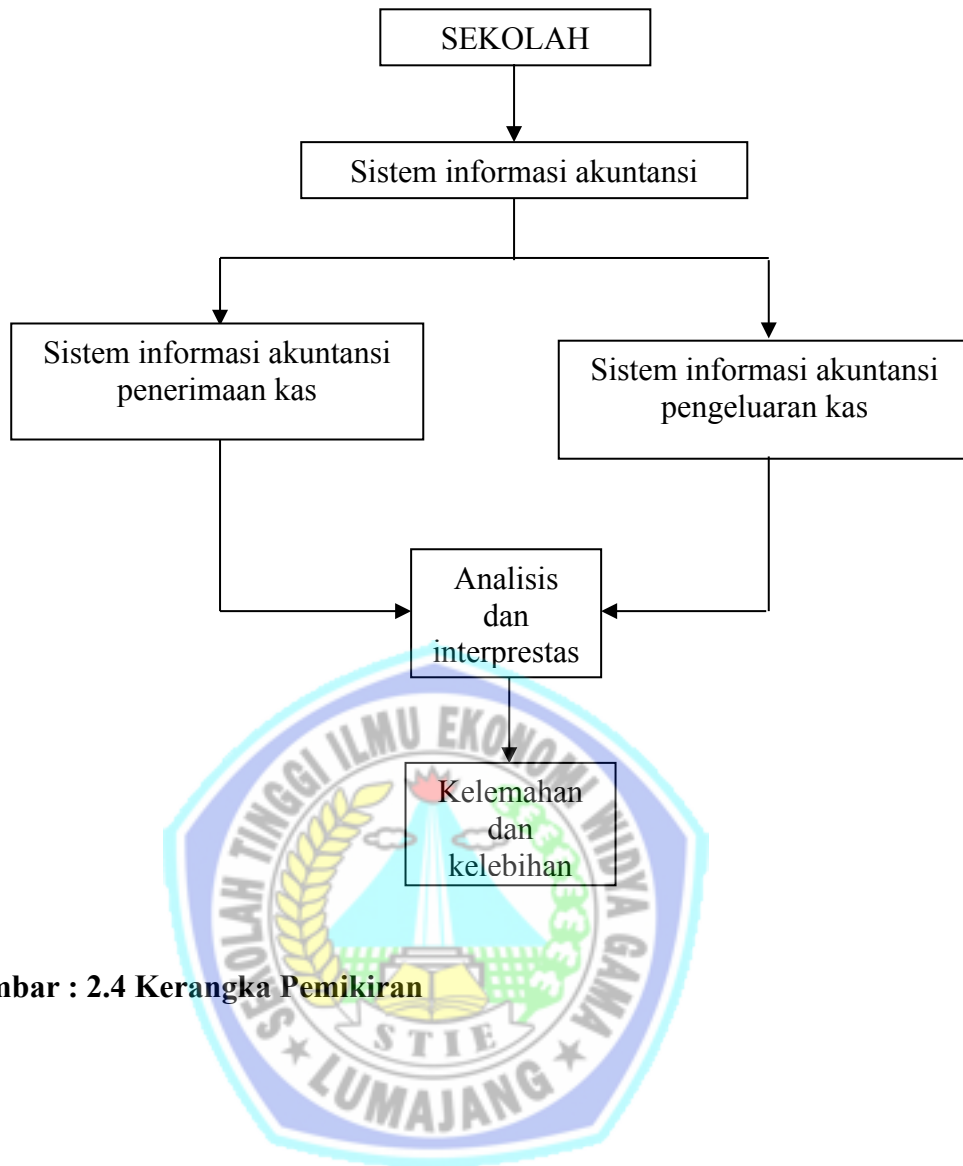 SEKOLAH
Sistem informasi akuntansi
Sistem informasi akuntansi
penerimaan kas
Sistem informasi akuntansi
pengeluaran kas
Analisis
dan
interprestas
Kelemahan
dan
kelebihan
mbar : 2.4 Kerangka Pemikiran
SEKOLAH TINGGI ILMU EKONOMI WIDYA GAMA
STIE
LUMAJANG